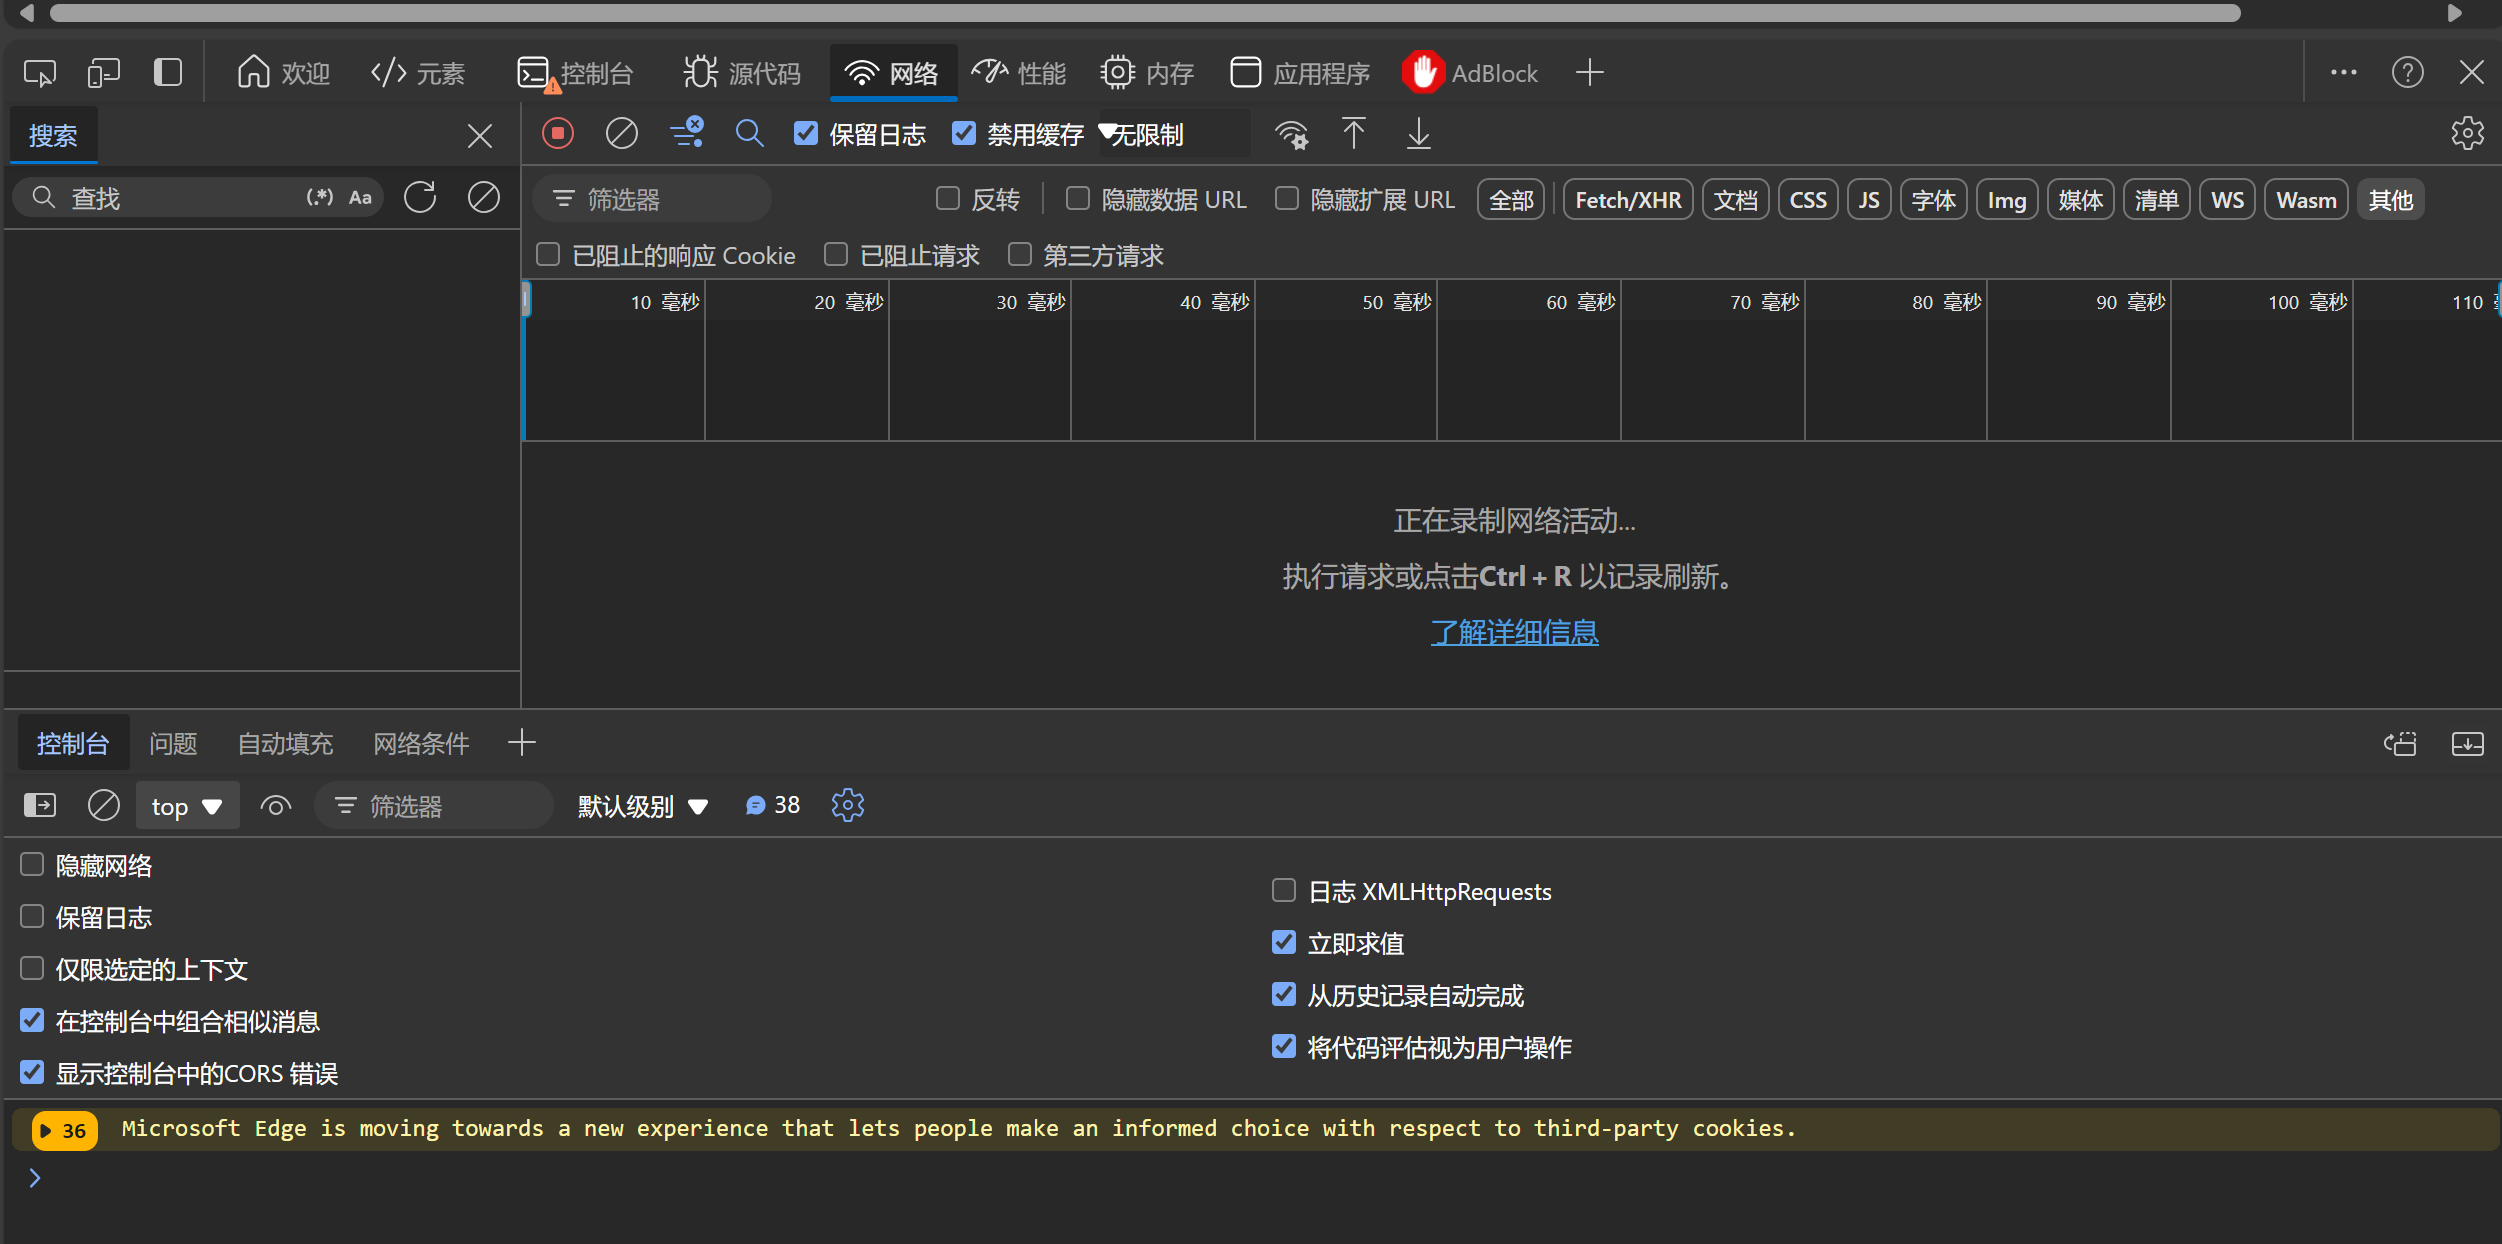 欢迎 元素 控制台 源代码 网络 性能 内存 应用程序 AdBlock
搜索
保留日志 禁用缓存 无限制
查找 (.*) Aa
筛选器 反转 隐藏数据 URL 隐藏扩展 URL 全部 Fetch/XHR 文档 CSS JS 字体 Img 媒体 清单 WS Wasm 其他
已阻止的响应 Cookie 已阻止请求 第三方请求
10 毫秒 20 毫秒 30 毫秒 40 毫秒 50 毫秒 60 毫秒 70 毫秒 80 毫秒 90 毫秒 100 毫秒 110
正在录制网络活动...
执行请求或点击Ctrl + R 以记录刷新。
了解详细信息
控制台 问题 自动填充 网络条件
top 筛选器 默认级别 38
隐藏网络
保留日志
仅限选定的上下文
在控制台中组合相似消息
显示控制台中的CORS 错误
日志 XMLHttpRequests
立即求值
从历史记录自动完成
将代码评估视为用户操作
36 Microsoft Edge is moving towards a new experience that lets people make an informed choice with respect to third-party cookies.